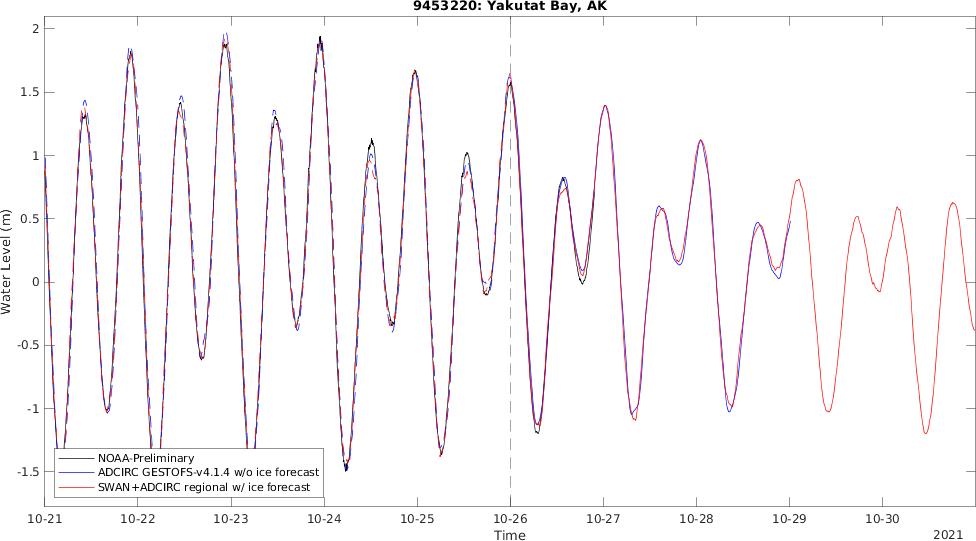 9453220: Yakutat Bay, AK
Water Level (m)
2
1.5
1
0.5
0
-0.5
-1
-1.5
NOAA-Preliminary
ADCIRC GESTOFS-v4.1.4 w/o ice forecast
SWAN+ADCIRC regional w/ ice forecast
10-21 10-22 10-23 10-24 10-25 10-26 10-27 10-28 10-29 10-30
Time
2021